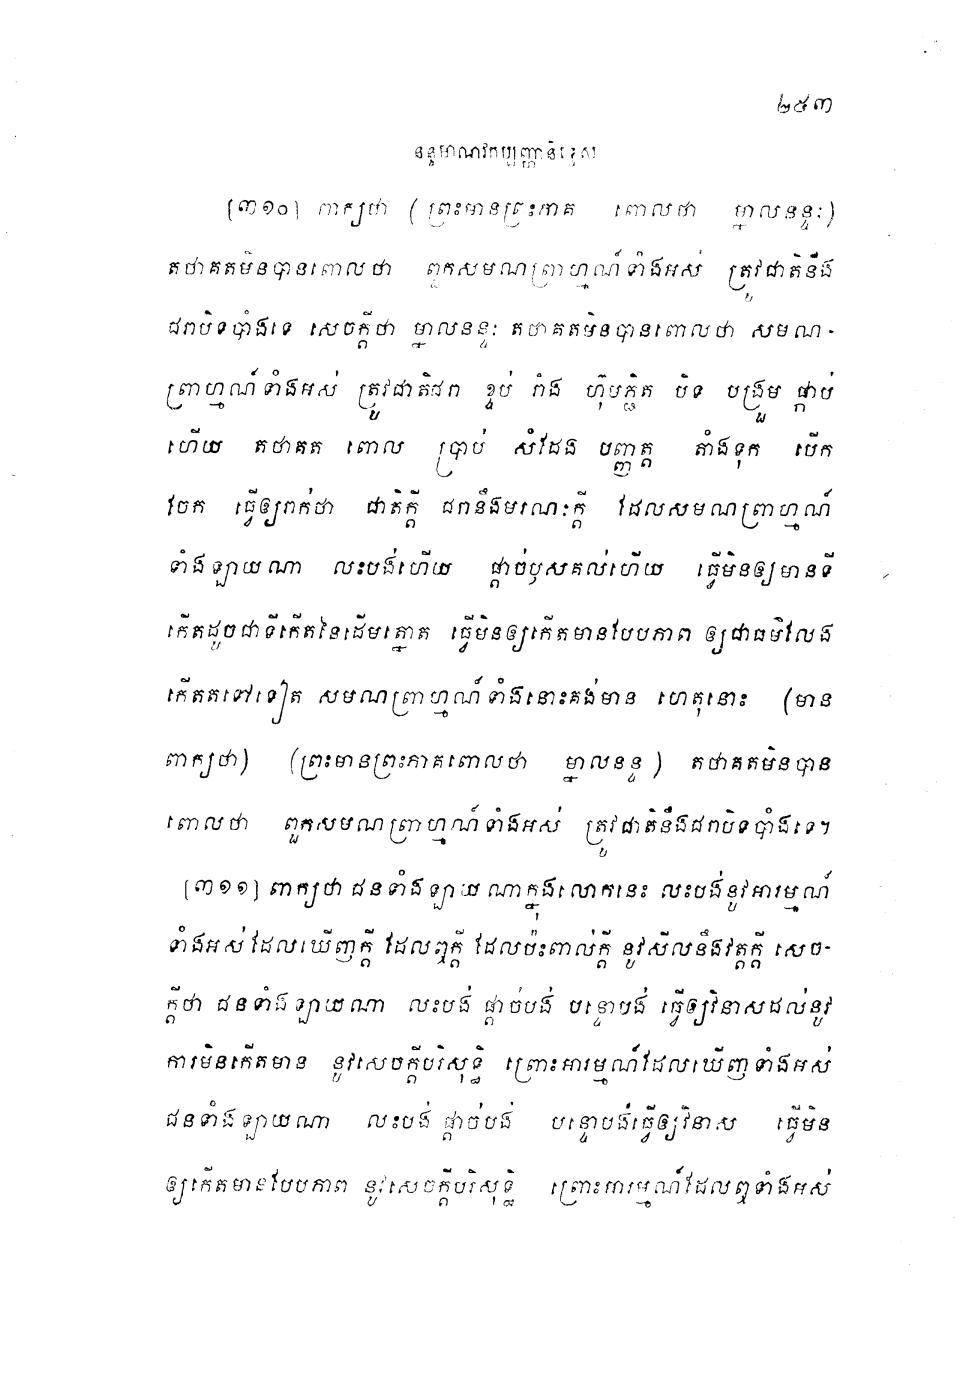 ២៥៣
នន្ទមាណវកប្បញ្ហានិទ្ទេស
[៣១០] ពាក្យថា (ព្រះមានព្រះភាគ ពោលថា ម្នាលនន្ទៈ)
តថាគតមិនបានពោលថា ពួកសមណព្រាហ្មណ៍ទាំងអស់ ត្រូវជាតិនឹង
ជរាបិទបាំងទេ សេចក្តីថា ម្នាលនន្ទៈ តថាគតមិនបានពោលថា សមណ-
ព្រាហ្មណ៍ទាំងអស់ ត្រូវជាតិជរា ខ្ទប់ រាំង ហ៊ុមភ្ជិត បិទ បង្រួម ផ្គាប់
ហើយ តថាគត ពោល ប្រាប់ សំដែង បញ្ញត្ត តាំងទុក បើក
ចែក ធ្វើឲ្យរាក់ថា ជាតិក្តី ជរានឹងមរណៈក្តី ដែលសមណព្រាហ្មណ៍
ទាំងឡាយណា លះបង់ហើយ ផ្តាច់ឫសគល់ហើយ ធ្វើមិនឲ្យមានទី
កើតដូចជាទីកើតនៃដើមត្នោត ធ្វើមិនឲ្យកើតមានបែបភាព ឲ្យជាធម៌លែង
កើតតទៅទៀត សមណព្រាហ្មណ៍ទាំងនោះគង់មាន ហេតុនោះ (មាន
ពាក្យថា) (ព្រះមានព្រះភាគពោលថា ម្នាលនន្ទ) តថាគតមិនបាន
ពោលថា ពួកសមណព្រាហ្មណ៍ទាំងអស់ ត្រូវជាតិនឹងជរាបិទបាំងទេ។
[៣១១] ពាក្យថា ជនទាំងឡាយណាក្នុងលោកនេះ លះបង់នូវអារម្មណ៍
ទាំងអស់ដែលឃើញក្តី ដែលឮក្តី ដែលប៉ះពាល់ក្តី នូវសីលនឹងវត្តក្តី សេច-
ក្តីថា ជនទាំងឡាយណា លះបង់ ផ្តាច់បង់ បន្ទោបង់ ធ្វើឲ្យវិនាសដល់នូវ
ការមិនកើតមាន នូវសេចក្តីបរិសុទ្ធិ ព្រោះអារម្មណ៍ដែលឃើញទាំងអស់
ជនទាំងឡាយណា លះបង់ ផ្តាច់បង់ បន្ទោបង់ធ្វើឲ្យវិនាស ធ្វើមិន
ឲ្យកើតមានបែបភាព នូវសេចក្តីបរិសុទ្ធិ ព្រោះអារម្មណ៍ដែលឮទាំងអស់